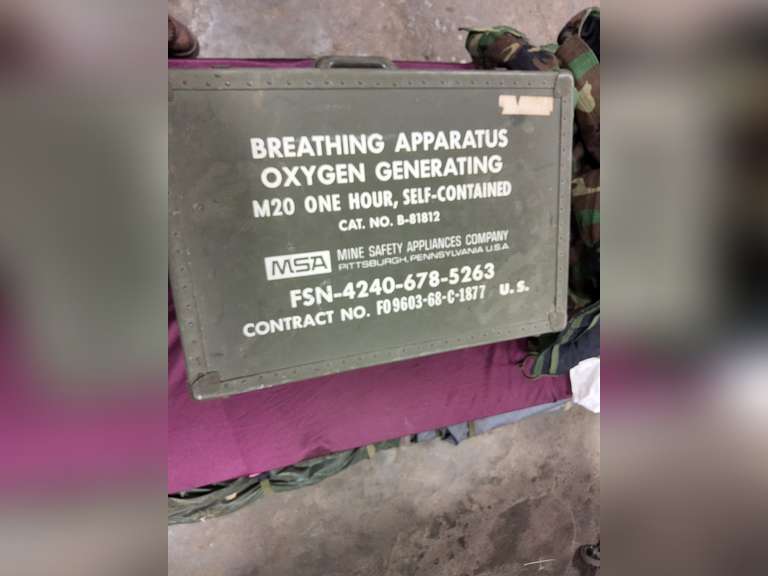 BREATHING APPARATUS
OXYGEN GENERATING
M20 ONE HOUR, SELF-CONTAINED
CAT. NO. B-81812
MSA MINE SAFETY APPLIANCES COMPANY
PITTSBURGH, PENNSYLVANIA U.S.A.
FSN-4240-678-5263
CONTRACT NO. F09603-68-C-1877 U.S.